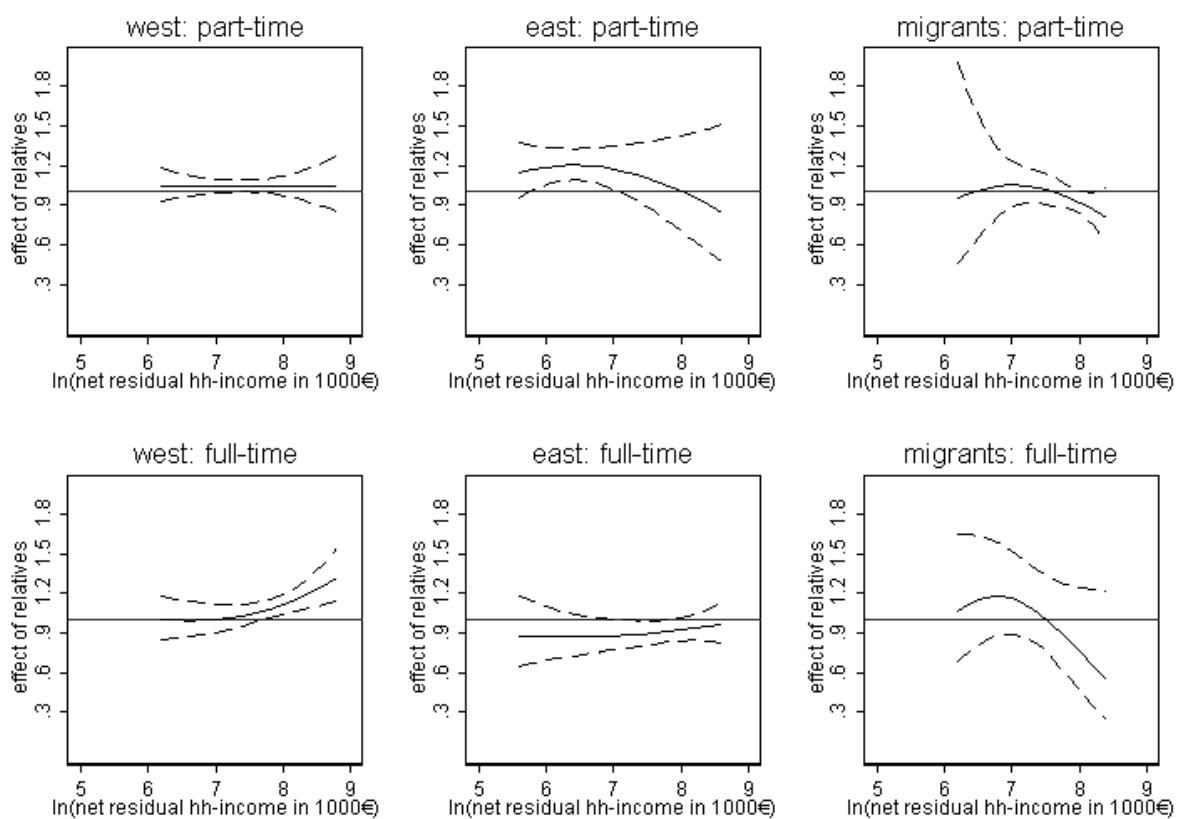 west: part-time
effect of relatives
1.8
1.5
1.2
.9
.6
.3
5 6 7 8 9
ln(net residual hh-income in 1000€)
east: part-time
effect of relatives
1.8
1.5
1.2
.9
.6
.3
5 6 7 8 9
ln(net residual hh-income in 1000€)
migrants: part-time
effect of relatives
1.8
1.5
1.2
.9
.6
.3
5 6 7 8 9
ln(net residual hh-income in 1000€)
west: full-time
effect of relatives
1.8
1.5
1.2
.9
.6
.3
5 6 7 8 9
ln(net residual hh-income in 1000€)
east: full-time
effect of relatives
1.8
1.5
1.2
.9
.6
.3
5 6 7 8 9
ln(net residual hh-income in 1000€)
migrants: full-time
effect of relatives
1.8
1.5
1.2
.9
.6
.3
5 6 7 8 9
ln(net residual hh-income in 1000€)